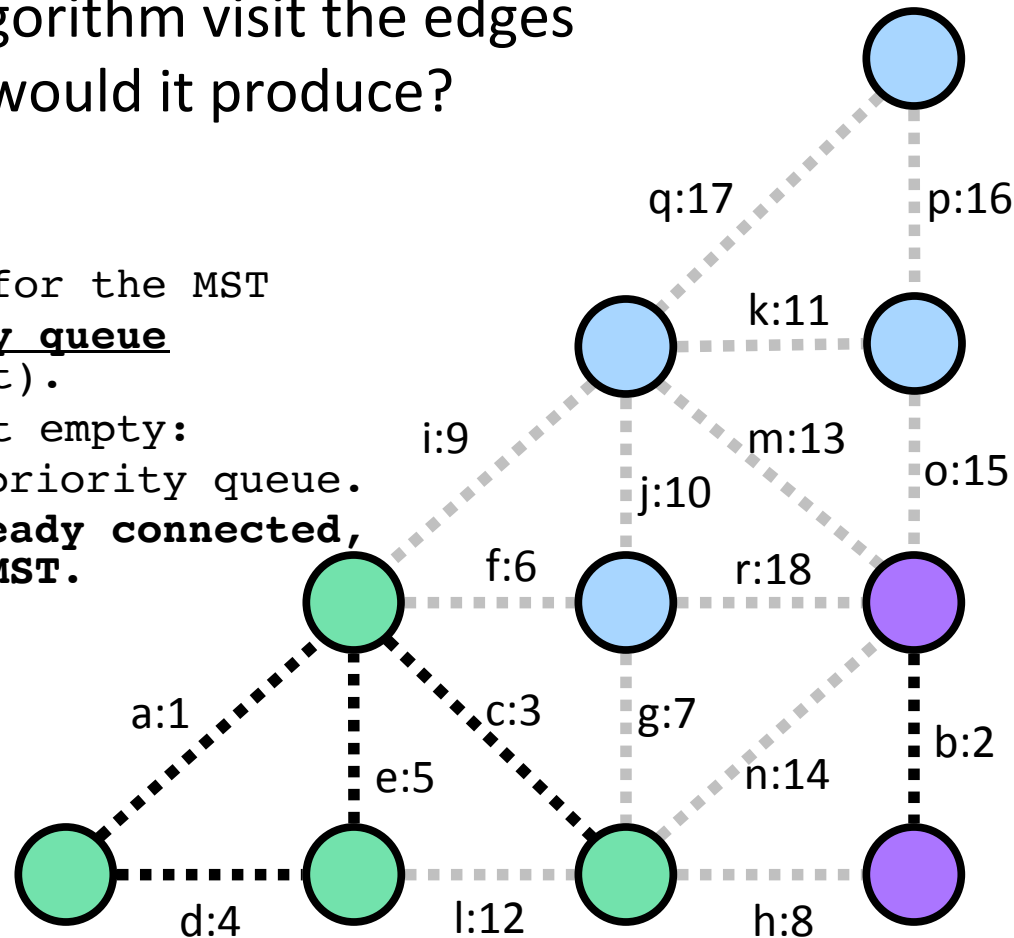 gorithm visit the edges
would it produce?
for the MST
y queue
t).
t empty:
priority queue.
eady connected,
MST.
q:17
p:16
k:11
i:9
m:13
j:10
o:15
f:6
r:18
a:1
c:3
g:7
b:2
e:5
n:14
d:4
l:12
h:8